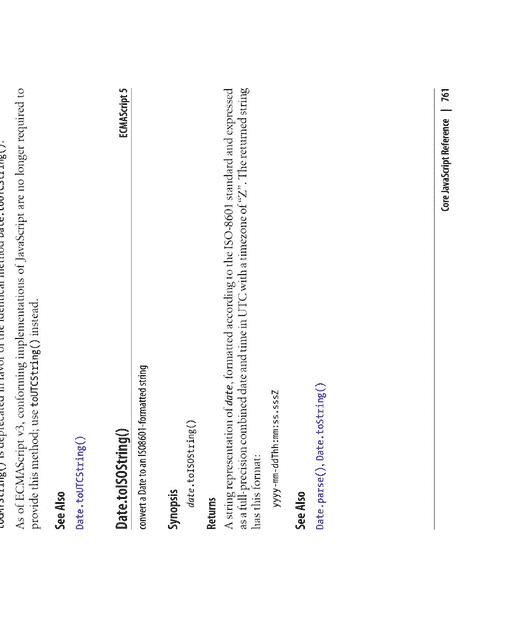 is deprecated in favor of the identical method Date.toUTCString().
As of ECMAScript v3, conforming implementations of JavaScript are no longer required to
provide this method; use toUTCString() instead.
See Also
Date.toUTCString()
Date.toISOString() ECMAScript 5
convert a Date to an ISO8601-formatted string
Synopsis
date.toISOString()
Returns
A string representation of date, formatted according to the ISO-8601 standard and expressed
as a full-precision combined date and time in UTC with a timezone of “Z”. The returned string
has this format:
yyyy-mm-ddThh:mm:ss.sssZ
See Also
Date.parse(), Date.toString()
Core JavaScript Reference | 761